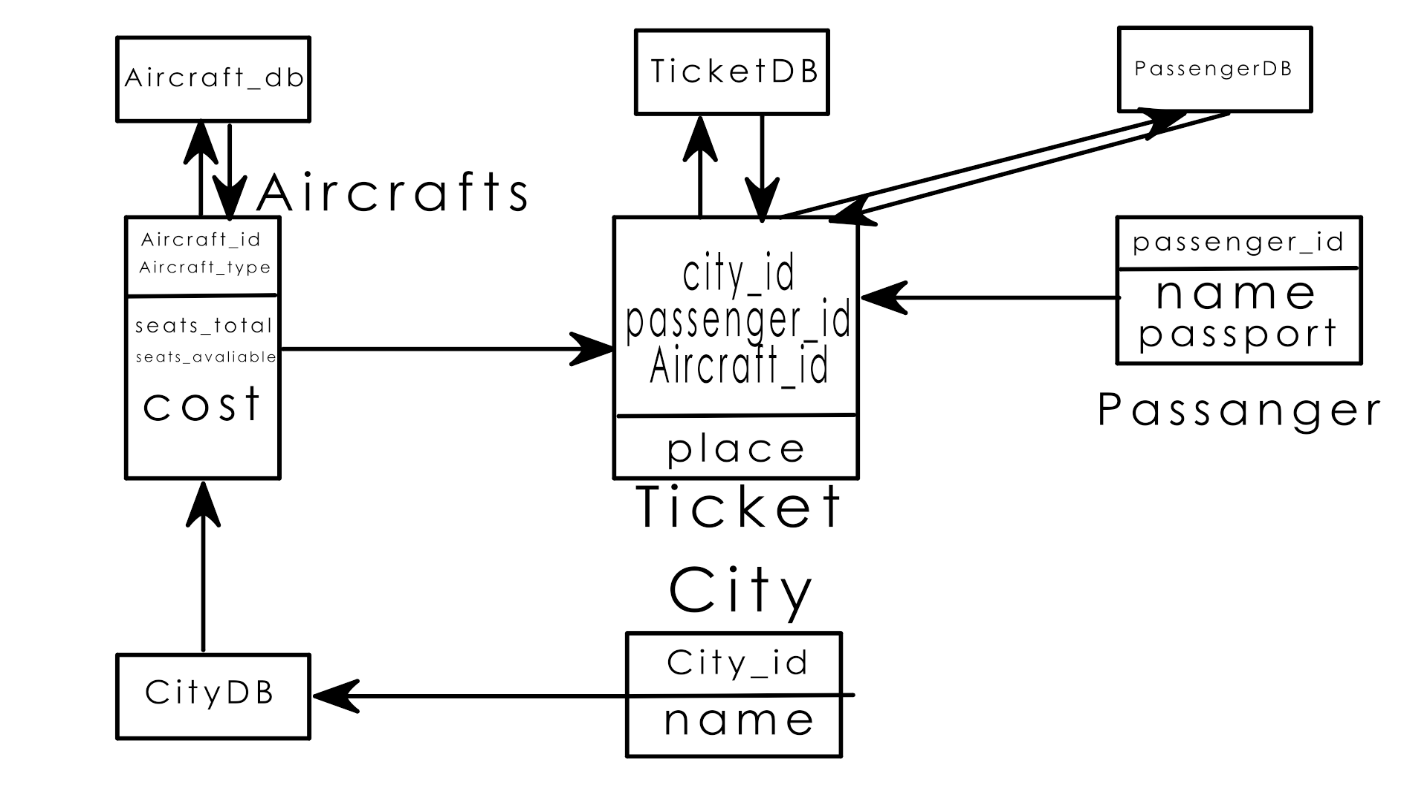 Aircraft_db
TicketDB
PassengerDB
Aircrafts
Aircraft_id
Aircraft_type
seats_total
seats_avaliable
cost
city_id
passenger_id
Aircraft_id
place
Ticket
passenger_id
name
passport
Passanger
City
City_id
name
CityDB